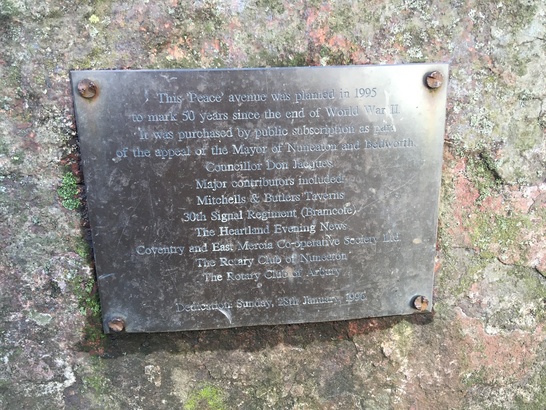 This 'Peace' avenue was planted in 1995
to mark 50 years since the end of World War II.
It was purchased by public subscription as part
of the appeal of the Mayor of Nuneaton and Bedworth,
Councillor Don Jacques.
Major contributors included:
Mitchells & Butlers Taverns
30th Signal Regiment (Bramcote)
The Heartland Evening News
Coventry and East Mercia Co-operative Society Ltd.
The Rotary Club of Nuneaton
The Rotary Club of Arbury
Dedication: Sunday, 28th January, 1996